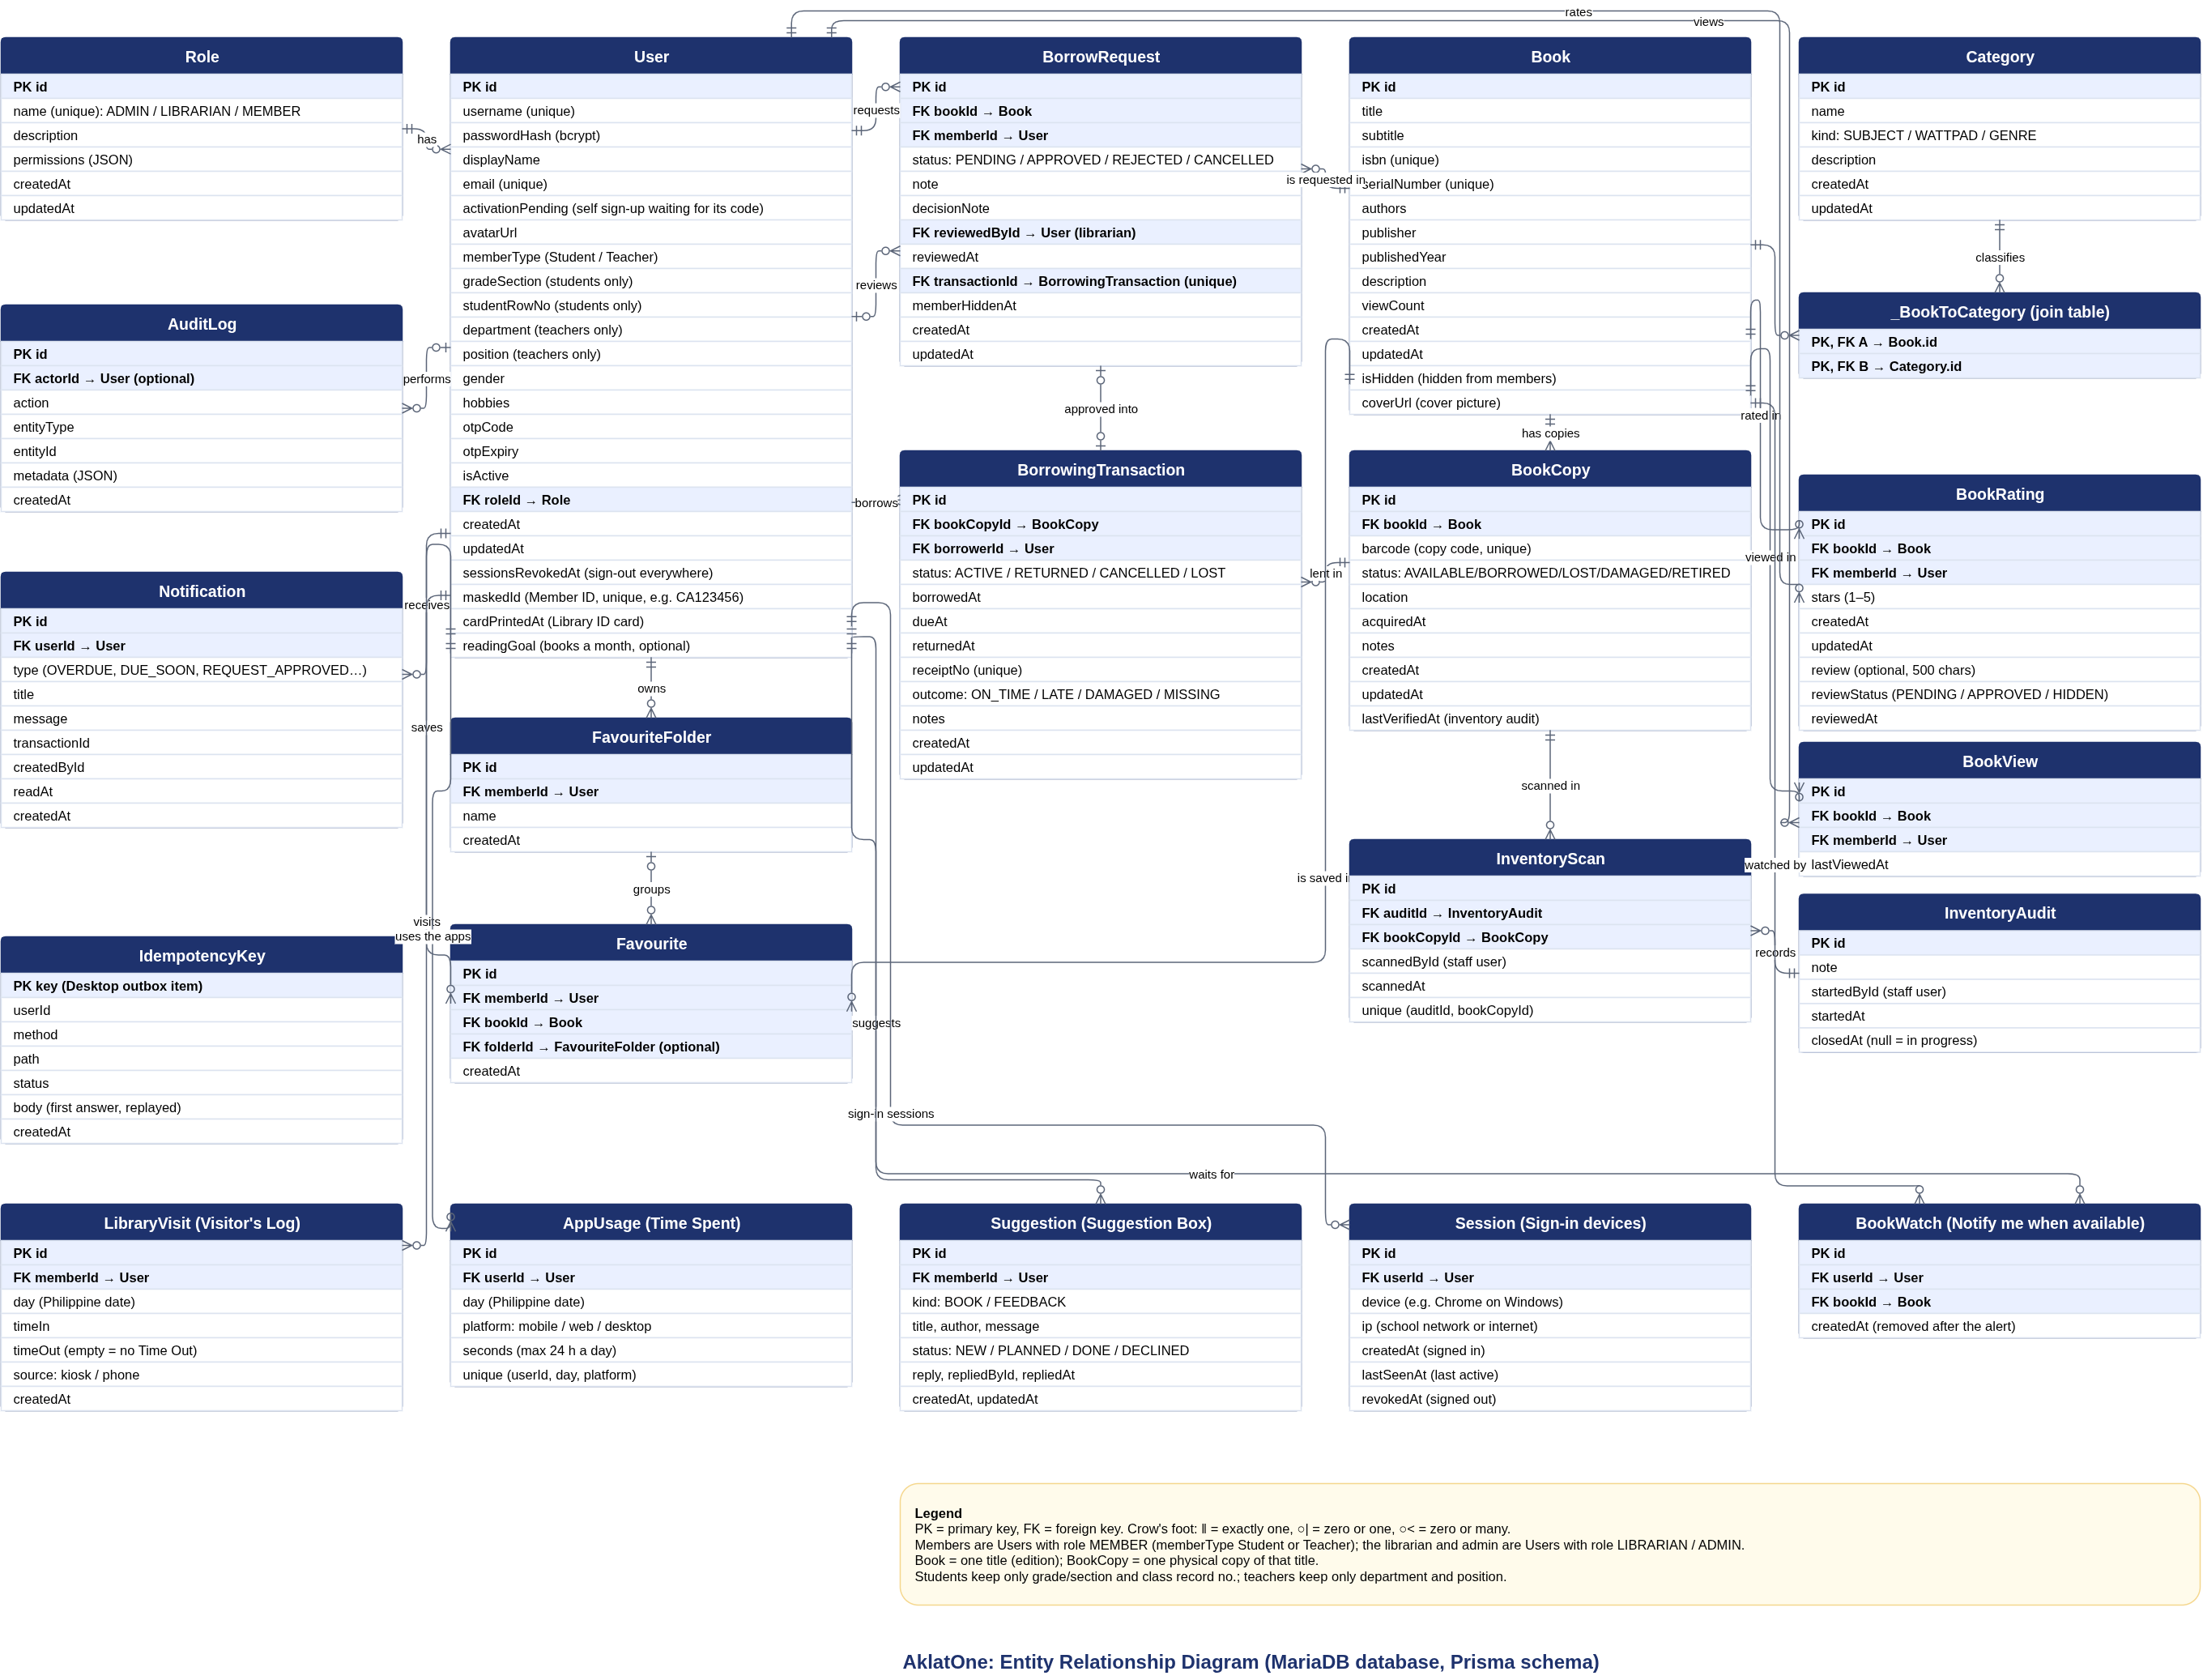 rates
views
Role
PK id
name (unique): ADMIN / LIBRARIAN / MEMBER
description
permissions (JSON)
createdAt
updatedAt
has
User
PK id
username (unique)
passwordHash (bcrypt)
displayName
email (unique)
activationPending (self sign-up waiting for its code)
avatarUrl
memberType (Student / Teacher)
gradeSection (students only)
studentRowNo (students only)
department (teachers only)
position (teachers only)
gender
hobbies
otpCode
otpExpiry
isActive
FK roleId → Role
createdAt
updatedAt
sessionsRevokedAt (sign-out everywhere)
maskedId (Member ID, unique, e.g. CA123456)
cardPrintedAt (Library ID card)
readingGoal (books a month, optional)
requests
reviews
borrows
BorrowRequest
PK id
FK bookId → Book
FK memberId → User
status: PENDING / APPROVED / REJECTED / CANCELLED
note
decisionNote
FK reviewedById → User (librarian)
reviewedAt
FK transactionId → BorrowingTransaction (unique)
memberHiddenAt
createdAt
updatedAt
is requested in
approved into
Book
PK id
title
subtitle
isbn (unique)
serialNumber (unique)
authors
publisher
publishedYear
description
viewCount
createdAt
updatedAt
isHidden (hidden from members)
coverUrl (cover picture)
has copies
rated in
Category
PK id
name
kind: SUBJECT / WATTPAD / GENRE
description
createdAt
updatedAt
classifies
_BookToCategory (join table)
PK, FK A → Book.id
PK, FK B → Category.id
AuditLog
PK id
FK actorId → User (optional)
action
entityType
entityId
metadata (JSON)
createdAt
performs
BorrowingTransaction
PK id
FK bookCopyId → BookCopy
FK borrowerId → User
status: ACTIVE / RETURNED / CANCELLED / LOST
borrowedAt
dueAt
returnedAt
receiptNo (unique)
outcome: ON_TIME / LATE / DAMAGED / MISSING
notes
createdAt
updatedAt
lent in
BookCopy
PK id
FK bookId → Book
barcode (copy code, unique)
status: AVAILABLE/BORROWED/LOST/DAMAGED/RETIRED
location
acquiredAt
notes
createdAt
updatedAt
lastVerifiedAt (inventory audit)
scanned in
viewed in
BookRating
PK id
FK bookId → Book
FK memberId → User
stars (1–5)
createdAt
updatedAt
review (optional, 500 chars)
reviewStatus (PENDING / APPROVED / HIDDEN)
reviewedAt
Notification
PK id
FK userId → User
type (OVERDUE, DUE_SOON, REQUEST_APPROVED…)
title
message
transactionId
createdById
readAt
createdAt
receives
saves
owns
FavouriteFolder
PK id
FK memberId → User
name
createdAt
groups
BookView
PK id
FK bookId → Book
FK memberId → User
lastViewedAt
watched by
is saved i
InventoryScan
PK id
FK auditId → InventoryAudit
FK bookCopyId → BookCopy
scannedById (staff user)
scannedAt
unique (auditId, bookCopyId)
records
InventoryAudit
PK id
note
startedById (staff user)
startedAt
closedAt (null = in progress)
visits
uses the apps
IdempotencyKey
PK key (Desktop outbox item)
userId
method
path
status
body (first answer, replayed)
createdAt
Favourite
PK id
FK memberId → User
FK bookId → Book
FK folderId → FavouriteFolder (optional)
createdAt
suggests
sign-in sessions
waits for
LibraryVisit (Visitor's Log)
PK id
FK memberId → User
day (Philippine date)
timeIn
timeOut (empty = no Time Out)
source: kiosk / phone
createdAt
AppUsage (Time Spent)
PK id
FK userId → User
day (Philippine date)
platform: mobile / web / desktop
seconds (max 24 h a day)
unique (userId, day, platform)
Suggestion (Suggestion Box)
PK id
FK memberId → User
kind: BOOK / FEEDBACK
title, author, message
status: NEW / PLANNED / DONE / DECLINED
reply, repliedById, repliedAt
createdAt, updatedAt
Session (Sign-in devices)
PK id
FK userId → User
device (e.g. Chrome on Windows)
ip (school network or internet)
createdAt (signed in)
lastSeenAt (last active)
revokedAt (signed out)
BookWatch (Notify me when available)
PK id
FK userId → User
FK bookId → Book
createdAt (removed after the alert)
Legend
PK = primary key, FK = foreign key. Crow's foot: ‖ = exactly one, ○| = zero or one, ○< = zero or many.
Members are Users with role MEMBER (memberType Student or Teacher); the librarian and admin are Users with role LIBRARIAN / ADMIN.
Book = one title (edition); BookCopy = one physical copy of that title.
Students keep only grade/section and class record no.; teachers keep only department and position.
AklatOne: Entity Relationship Diagram (MariaDB database, Prisma schema)